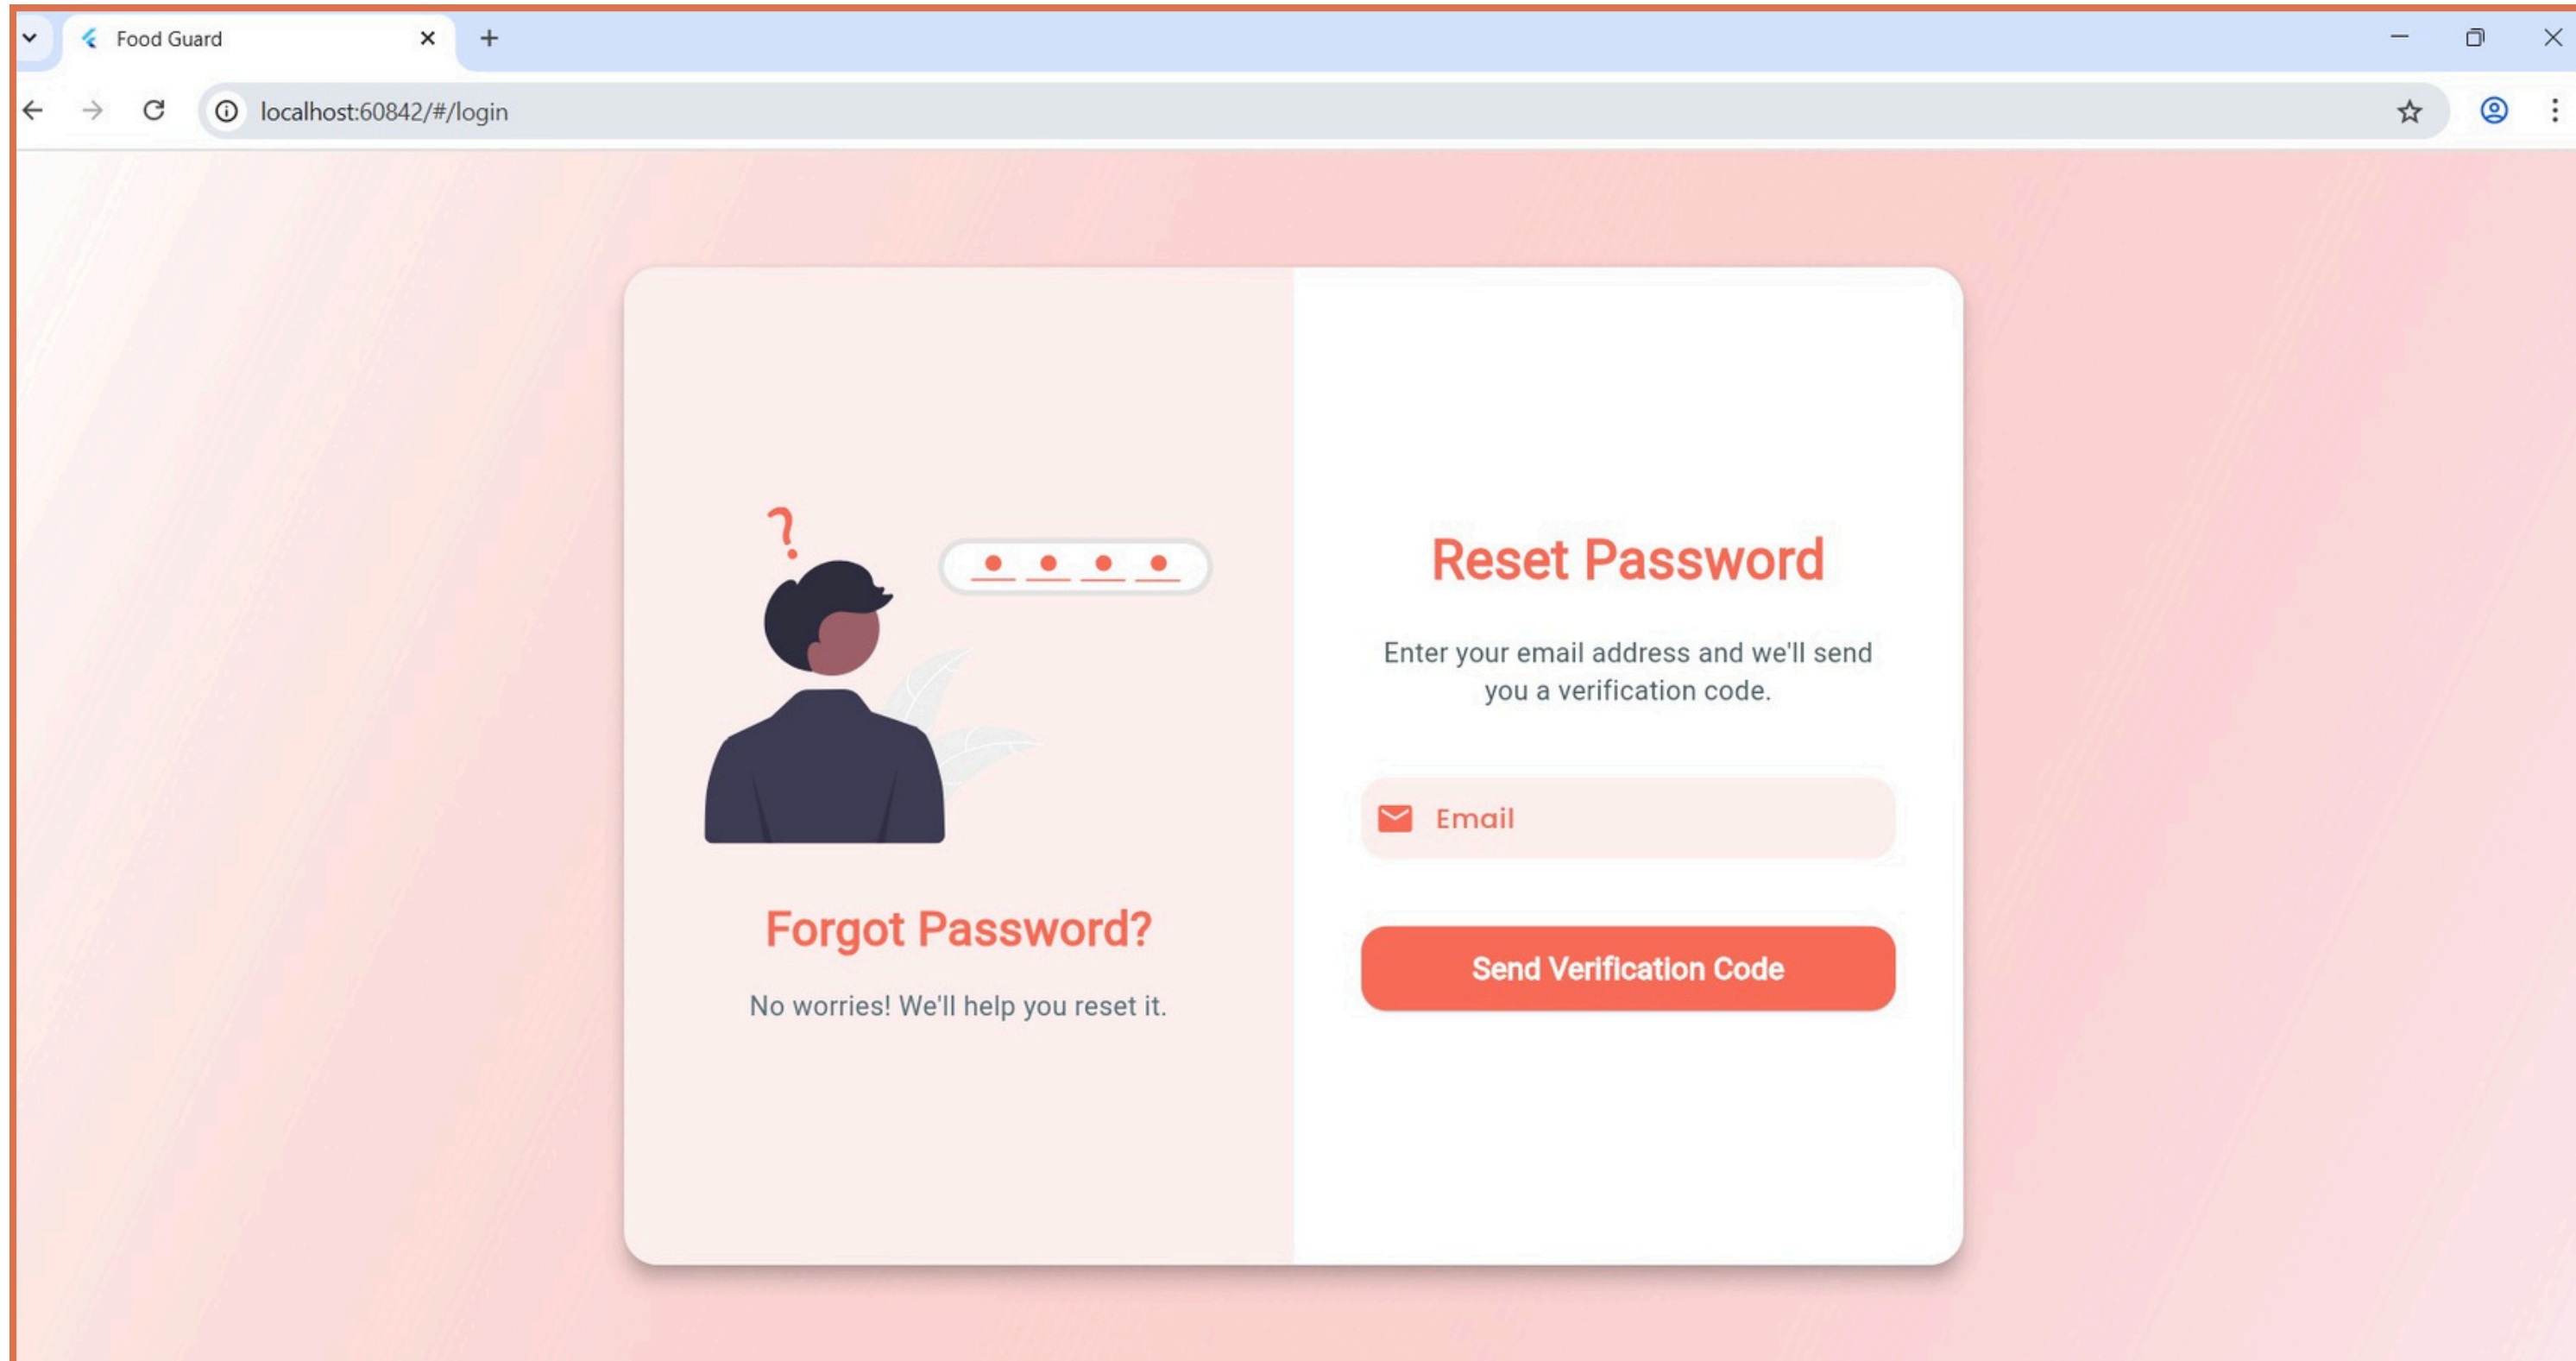 Food Guard
localhost:60842/#/login
Forgot Password?
No worries! We'll help you reset it.
Reset Password
Enter your email address and we'll send
you a verification code.
Email
Send Verification Code